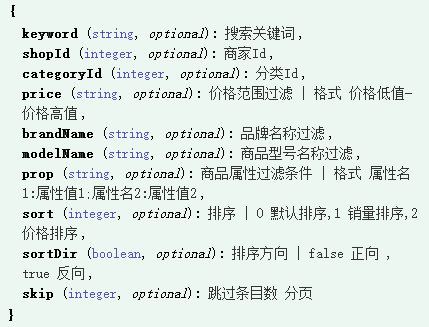 {
keyword (string, optional): 搜索关键词,
shopId (integer, optional): 商家Id,
categoryId (integer, optional): 分类Id,
price (string, optional): 价格范围过滤 | 格式 价格低值-
价格高值,
brandName (string, optional): 品牌名称过滤,
modelName (string, optional): 商品型号名称过滤,
prop (string, optional): 商品属性过滤条件 | 格式 属性名
1:属性值1;属性名2:属性值2,
sort (integer, optional): 排序 | 0 默认排序,1 销量排序,2
价格排序,
sortDir (boolean, optional): 排序方向 | false 正向 ,
true 反向,
skip (integer, optional): 跳过条目数 分页
}